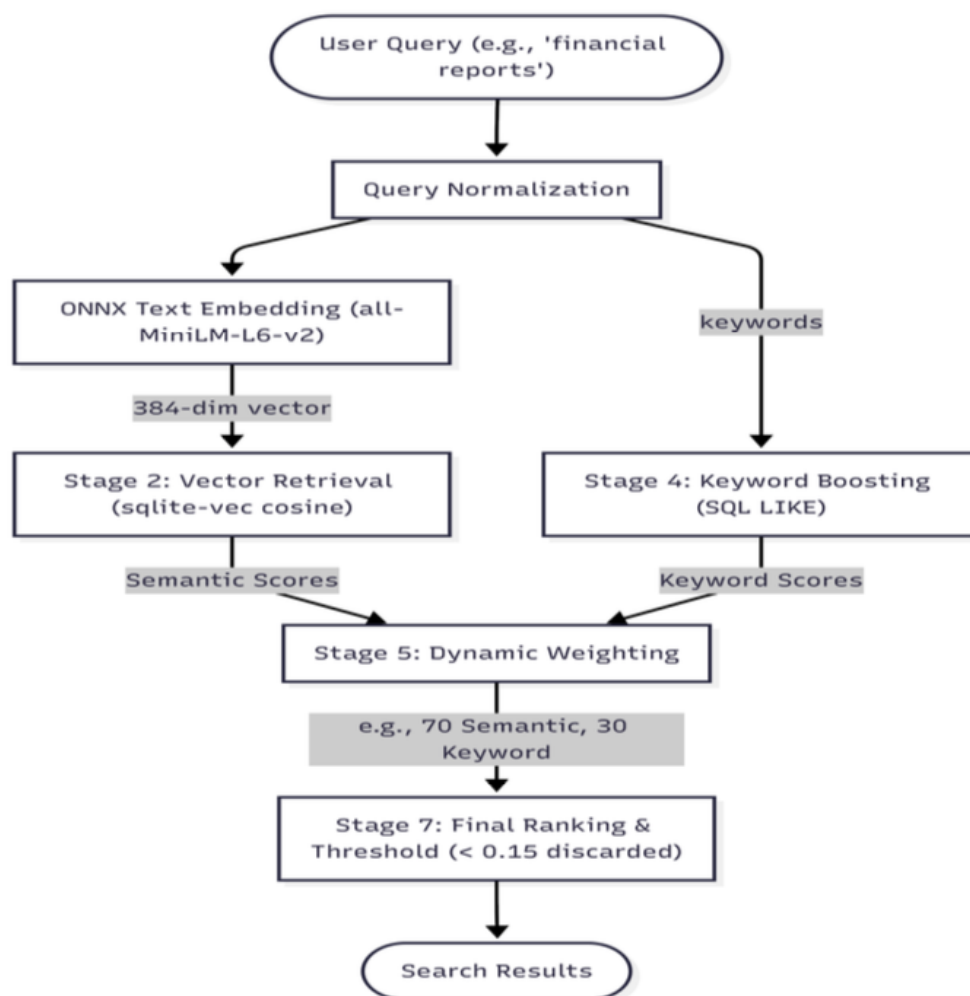 User Query (e.g., 'financial
reports')
Query Normalization
ONNX Text Embedding (all-
MiniLM-L6-v2)
keywords
384-dim vector
Stage 2: Vector Retrieval
(sqlite-vec cosine)
Stage 4: Keyword Boosting
(SQL LIKE)
Semantic Scores
Keyword Scores
Stage 5: Dynamic Weighting
e.g., 70 Semantic, 30
Keyword
Stage 7: Final Ranking &
Threshold (< 0.15 discarded)
Search Results